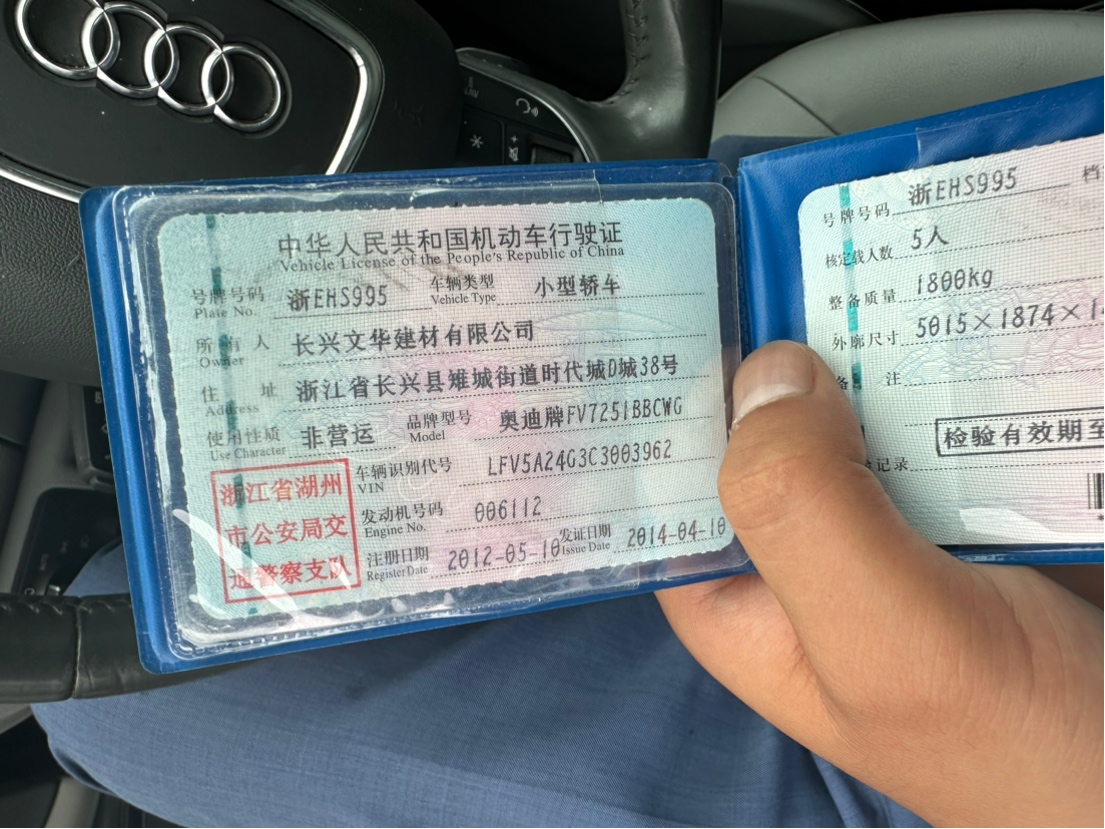 中华人民共和国机动车行驶证
Vehicle License of the People's Republic of China
号牌号码 浙EHS995 车辆类型 小型轿车
Plate No. Vehicle Type
所有人 长兴文华建材有限公司
Owner
住址 浙江省长兴县雉城街道时代城D城38号
Address
使用性质 非营运 品牌型号 奥迪牌FV7251BBCWG
Use Character Model
车辆识别代号 LFV5A24G3C3003962
VIN
发动机号码 006112
Engine No.
注册日期 2012-05-10 发证日期 2014-04-10
Register Date Issue Date
浙江省湖州
市公安局交
通警察支队
号牌号码 浙EHS995 档
核定载人数 5人
整备质量 1800kg
外廓尺寸 5015×1874×1
备注
检验有效期至
记录